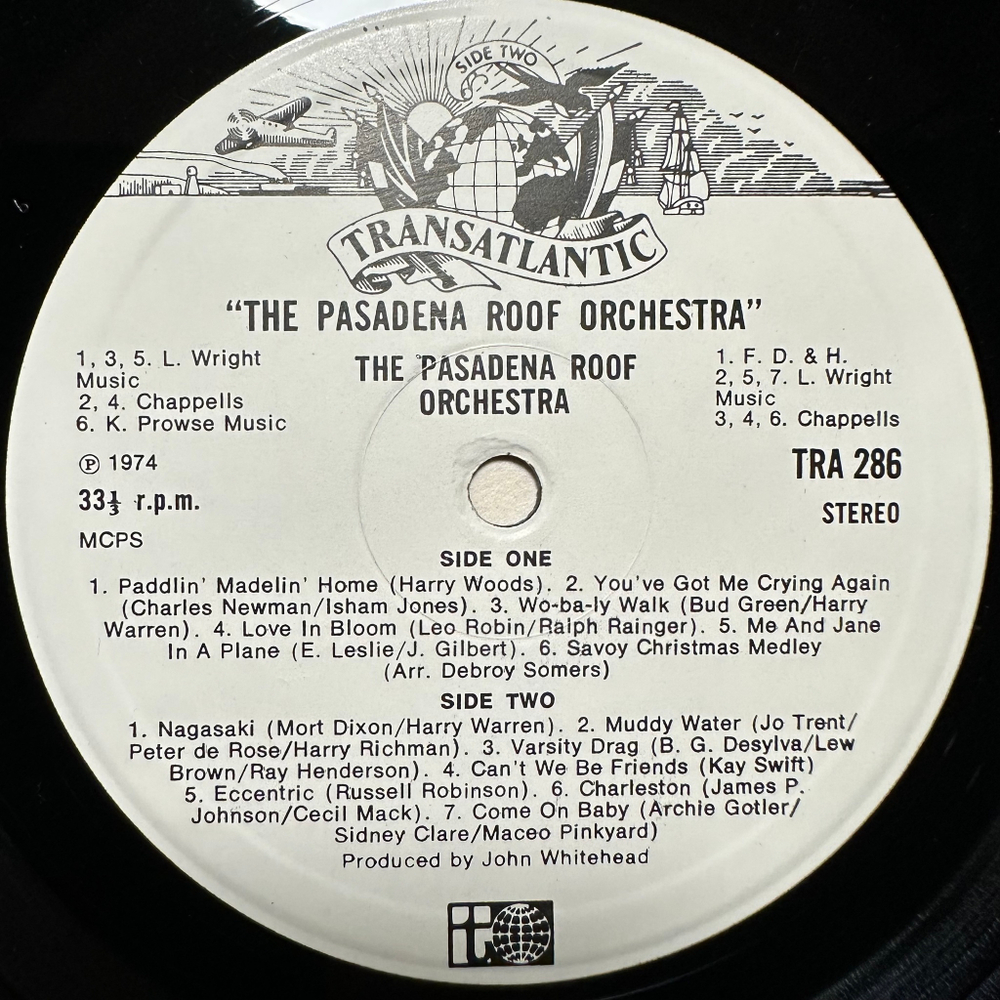 SIDE TWO
TRANSATLANTIC
“THE PASADENA ROOF ORCHESTRA”
1, 3, 5. L. Wright
Music
2, 4. Chappells
6. K. Prowse Music
THE PASADENA ROOF
ORCHESTRA
1. F. D. & H.
2, 5, 7. L. Wright
Music
3, 4, 6. Chappells
℗ 1974
33⅓ r.p.m.
MCPS
TRA 286
STEREO
SIDE ONE
1. Paddlin' Madelin' Home (Harry Woods). 2. You've Got Me Crying Again
(Charles Newman/Isham Jones). 3. Wo-ba-ly Walk (Bud Green/Harry
Warren). 4. Love In Bloom (Leo Robin/Ralph Rainger). 5. Me And Jane
In A Plane (E. Leslie/J. Gilbert). 6. Savoy Christmas Medley
(Arr. Debroy Somers)
SIDE TWO
1. Nagasaki (Mort Dixon/Harry Warren). 2. Muddy Water (Jo Trent/
Peter de Rose/Harry Richman). 3. Varsity Drag (B. G. Desylva/Lew
Brown/Ray Henderson). 4. Can't We Be Friends (Kay Swift)
5. Eccentric (Russell Robinson). 6. Charleston (James P.
Johnson/Cecil Mack). 7. Come On Baby (Archie Gotler/
Sidney Clare/Maceo Pinkyard)
Produced by John Whitehead
it